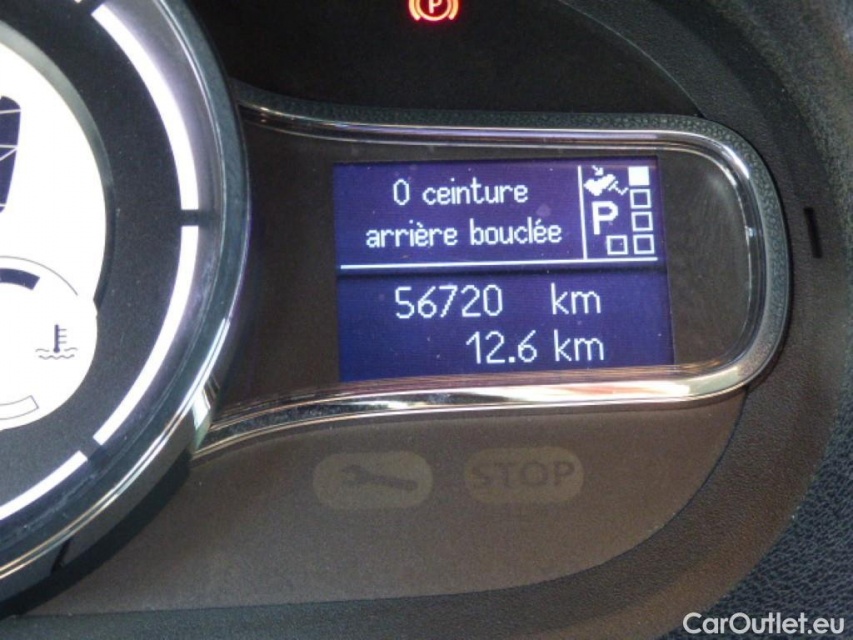 P
0 ceinture
arrière bouclée
P
56720 km
12.6 km
STOP
CarOutlet.eu